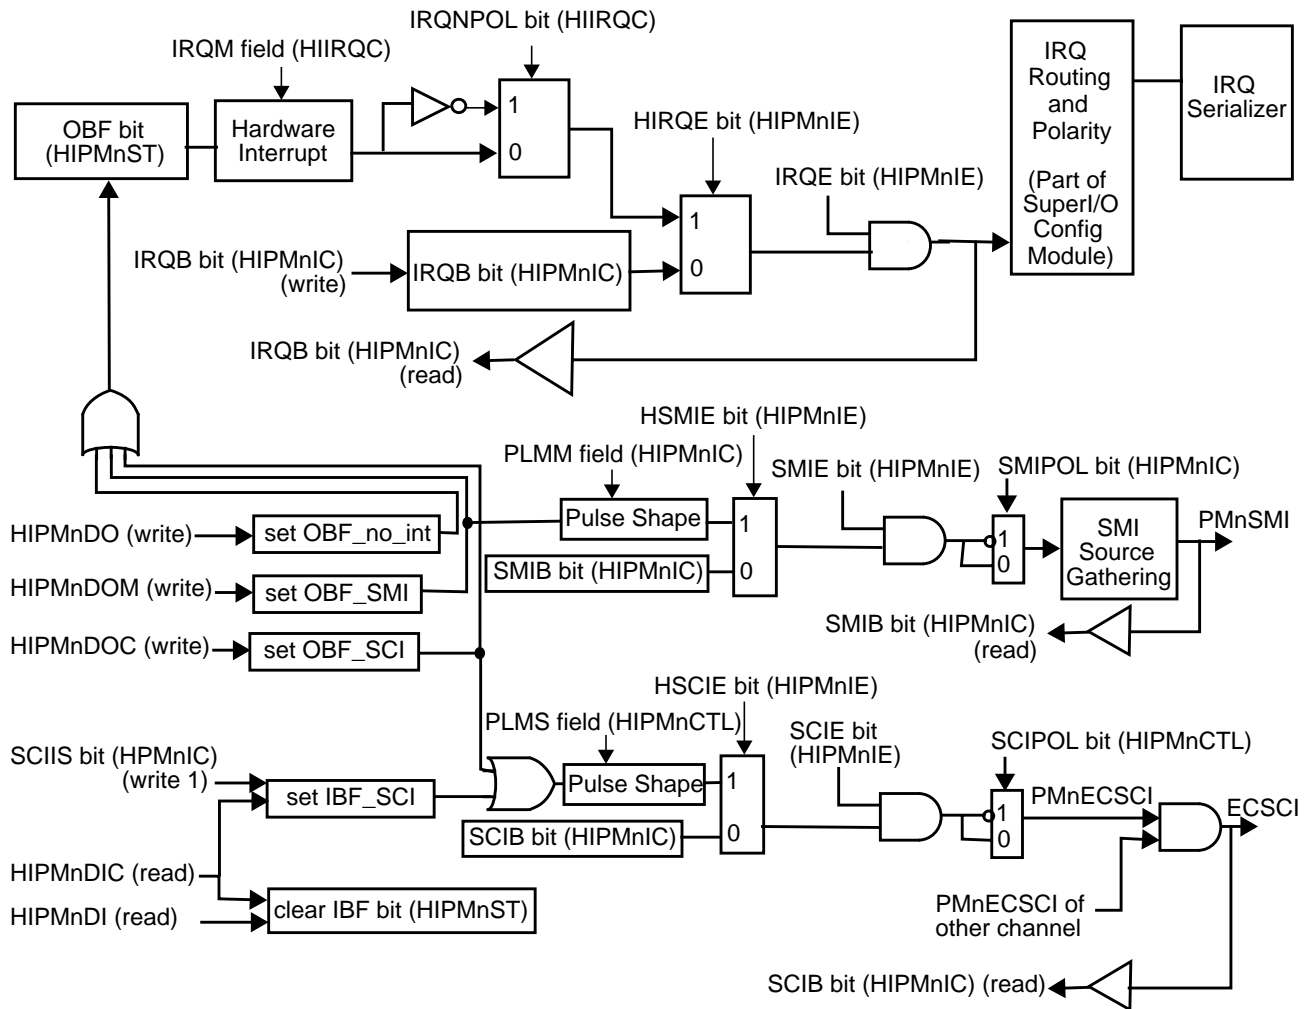 IRQNPOL bit (HIIRQC)
IRQM field (HIIRQC)
OBF bit
(HIPMnST)
Hardware
Interrupt
1
0
HIRQE bit (HIPMnIE)
IRQE bit (HIPMnIE)
IRQ
Routing
and
Polarity
(Part of
SuperI/O
Config
Module)
IRQ
Serializer
1
0
IRQB bit (HIPMnIC)
(write)
IRQB bit (HIPMnIC)
IRQB bit (HIPMnIC)
(read)
HSMIE bit (HIPMnIE)
PLMM field (HIPMnIC)
SMIE bit (HIPMnIE)
SMIPOL bit (HIPMnIC)
HIPMnDO (write)
set OBF_no_int
Pulse Shape
1
0
SMIB bit (HIPMnIC)
1
0
SMI
Source
Gathering
PMnSMI
HIPMnDOM (write)
set OBF_SMI
SMIB bit (HIPMnIC)
(read)
HIPMnDOC (write)
set OBF_SCI
HSCIE bit (HIPMnIE)
PLMS field (HIPMnCTL)
SCIE bit
(HIPMnIE)
SCIPOL bit (HIPMnCTL)
SCIIS bit (HPMnIC)
(write 1)
set IBF_SCI
Pulse Shape
1
0
SCIB bit (HIPMnIC)
1
0
PMnECSCI
ECSCI
HIPMnDIC (read)
HIPMnDI (read)
clear IBF bit (HIPMnST)
PMnECSCI of
other channel
SCIB bit (HIPMnIC) (read)